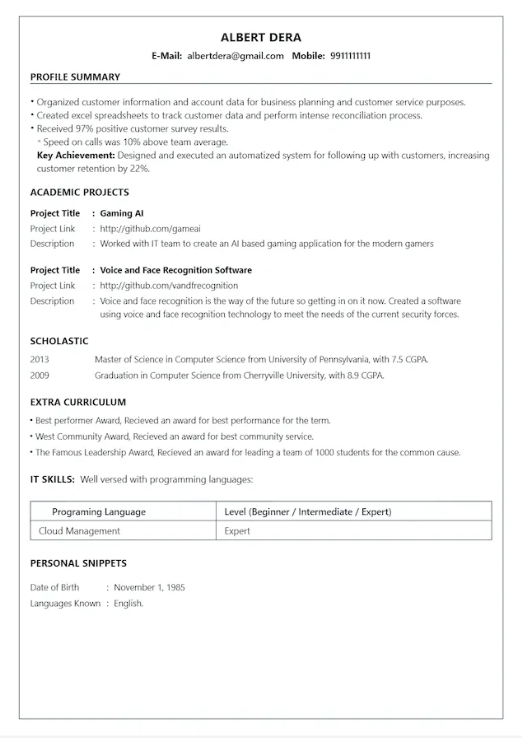 ALBERT DERA
E-Mail: albertdera@gmail.com Mobile: 9911111111
PROFILE SUMMARY
• Organized customer information and account data for business planning and customer service purposes.
• Created excel spreadsheets to track customer data and perform intense reconciliation process.
• Received 97% positive customer survey results.
◦ Speed on calls was 10% above team average.
Key Achievement: Designed and executed an automatized system for following up with customers, increasing
customer retention by 22%.
ACADEMIC PROJECTS
Project Title : Gaming AI
Project Link : http://github.com/gameai
Description : Worked with IT team to create an AI based gaming application for the modern gamers
Project Title : Voice and Face Recognition Software
Project Link : http://github.com/vandfrecognition
Description : Voice and face recognition is the way of the future so getting in on it now. Created a software
using voice and face recognition technology to meet the needs of the current security forces.
SCHOLASTIC
2013 Master of Science in Computer Science from University of Pennsylvania, with 7.5 CGPA.
2009 Graduation in Computer Science from Cherryville University, with 8.9 CGPA.
EXTRA CURRICULUM
• Best performer Award, Recieved an award for best performance for the term.
• West Community Award, Recieved an award for best community service.
• The Famous Leadership Award, Recieved an award for leading a team of 1000 students for the common cause.
IT SKILLS: Well versed with programming languages:
Programing Language Level (Beginner / Intermediate / Expert)
Cloud Management Expert
PERSONAL SNIPPETS
Date of Birth : November 1, 1985
Languages Known : English.